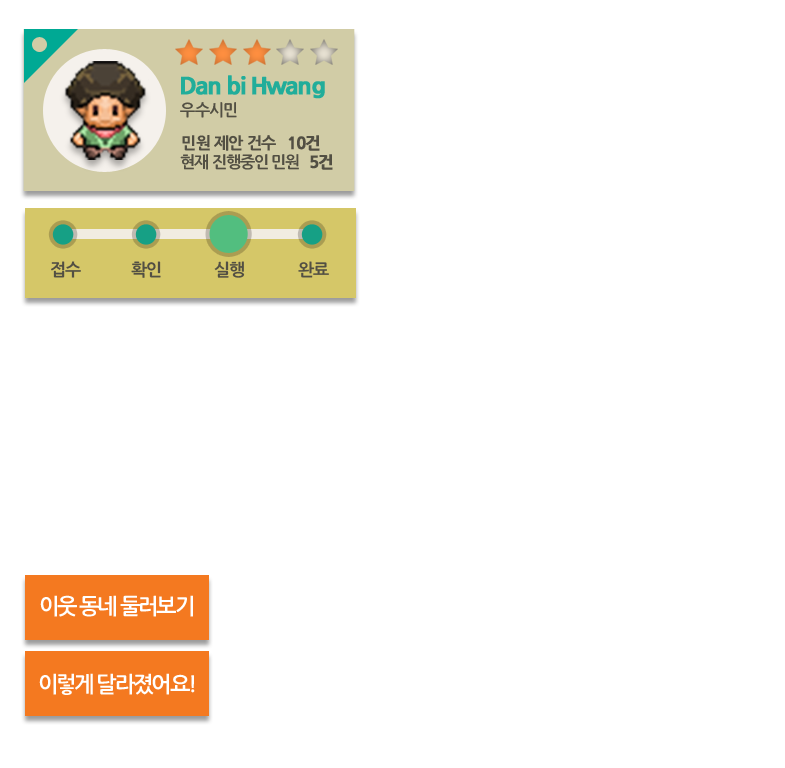 Dan bi Hwang
우수시민
민원 제안 건수 10건
현재 진행중인 민원 5건
접수 확인 실행 완료
이웃 동네 둘러보기
이렇게 달라졌어요!